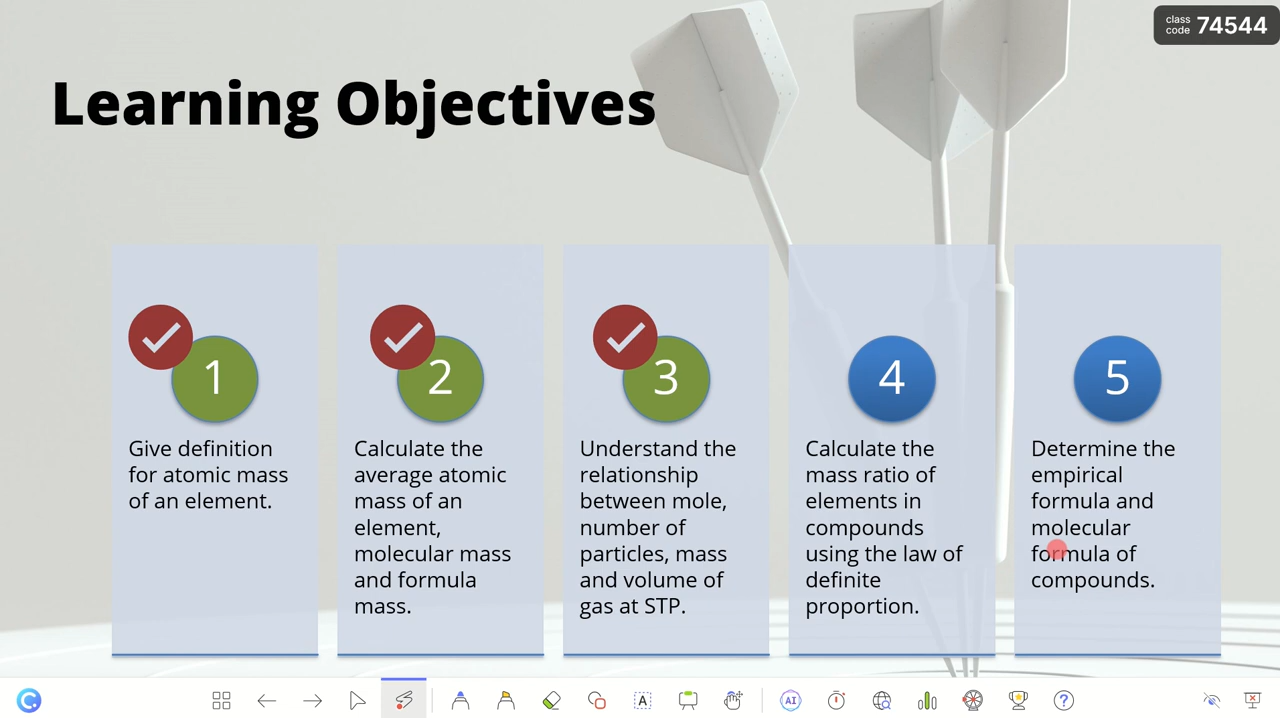 class
code 74544
Learning Objectives
1
Give definition
for atomic mass
of an element.
2
Calculate the
average atomic
mass of an
element,
molecular mass
and formula
mass.
3
Understand the
relationship
between mole,
number of
particles, mass
and volume of
gas at STP.
4
Calculate the
mass ratio of
elements in
compounds
using the law of
definite
proportion.
5
Determine the
empirical
formula and
molecular
formula of
compounds.
A
AI
?